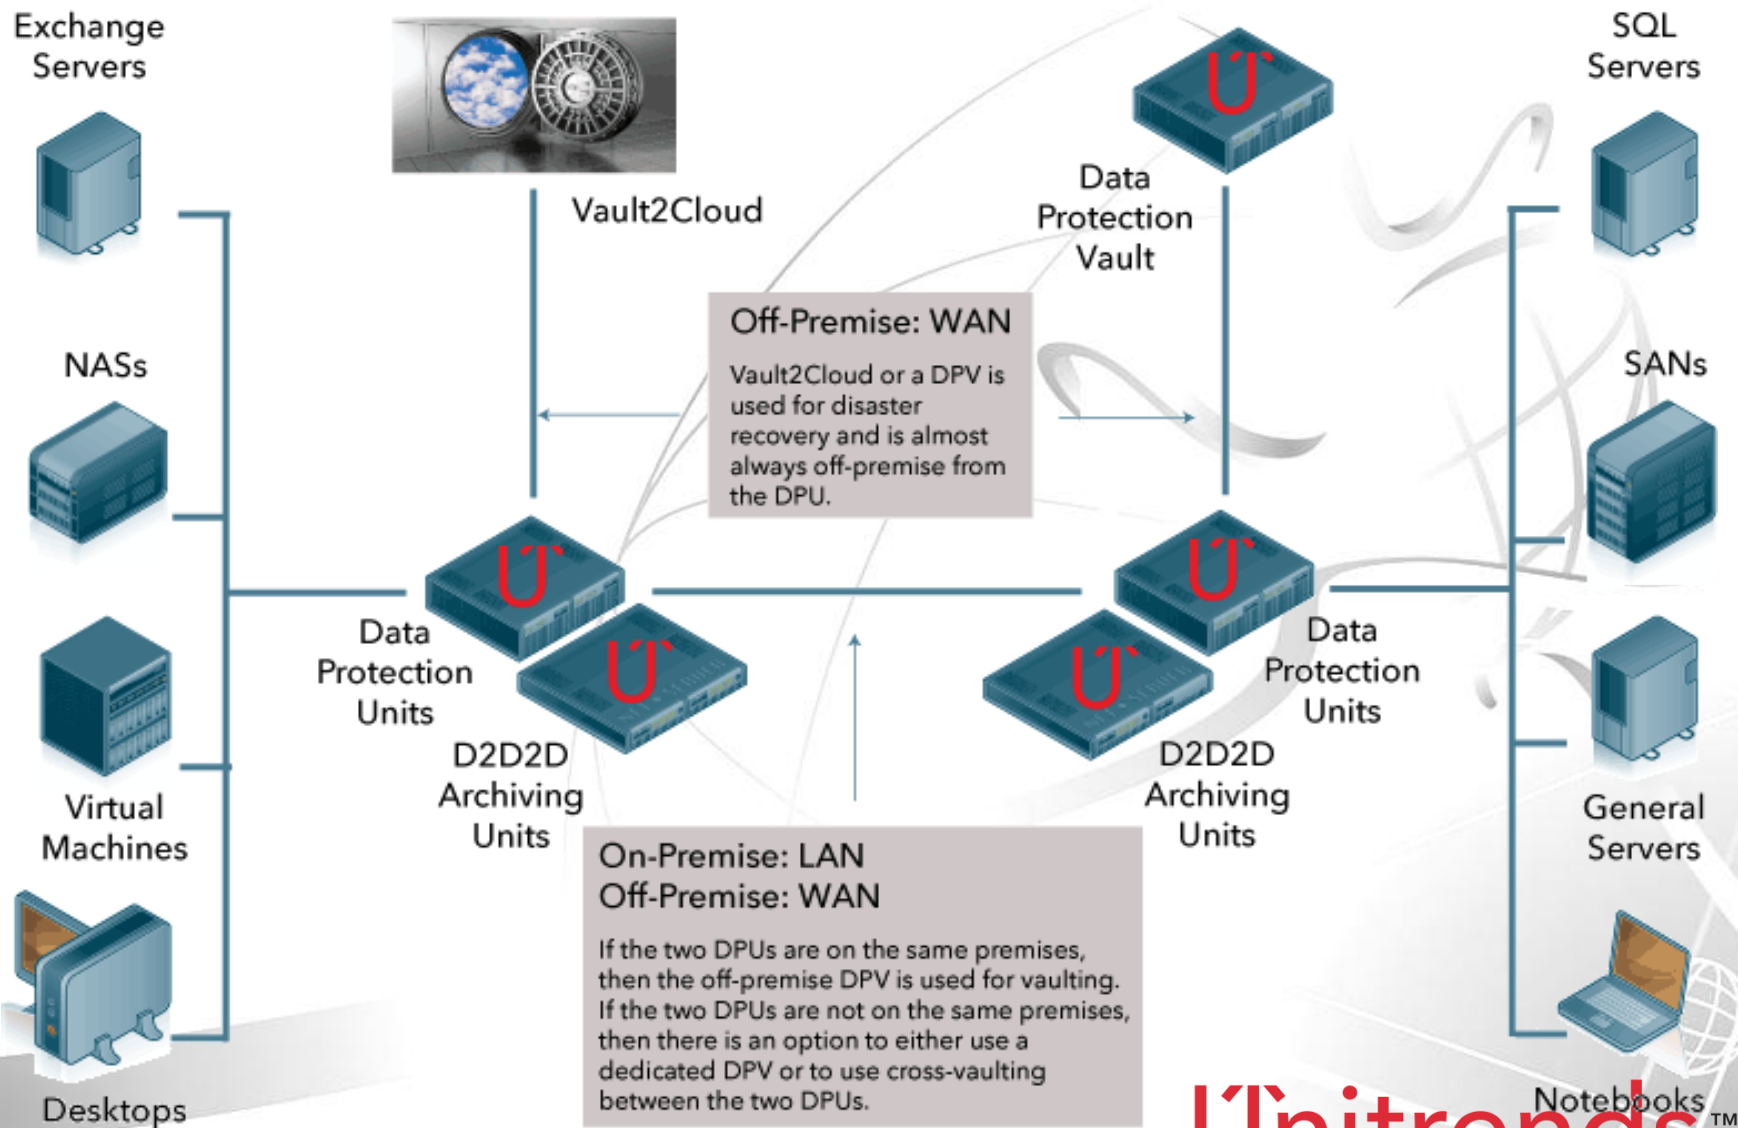 Exchange
Servers
SQL
Servers
Vault2Cloud
Data
Protection
Vault
Off-Premise: WAN
Vault2Cloud or a DPV is
used for disaster
recovery and is almost
always off-premise from
the DPU.
NASs
SANs
Data
Protection
Units
Data
Protection
Units
D2D2D
Archiving
Units
D2D2D
Archiving
Units
Virtual
Machines
General
Servers
On-Premise: LAN
Off-Premise: WAN
If the two DPUs are on the same premises,
then the off-premise DPV is used for vaulting.
If the two DPUs are not on the same premises,
then there is an option to either use a
dedicated DPV or to use cross-vaulting
between the two DPUs.
Desktops
Notebooks
Unitrends™